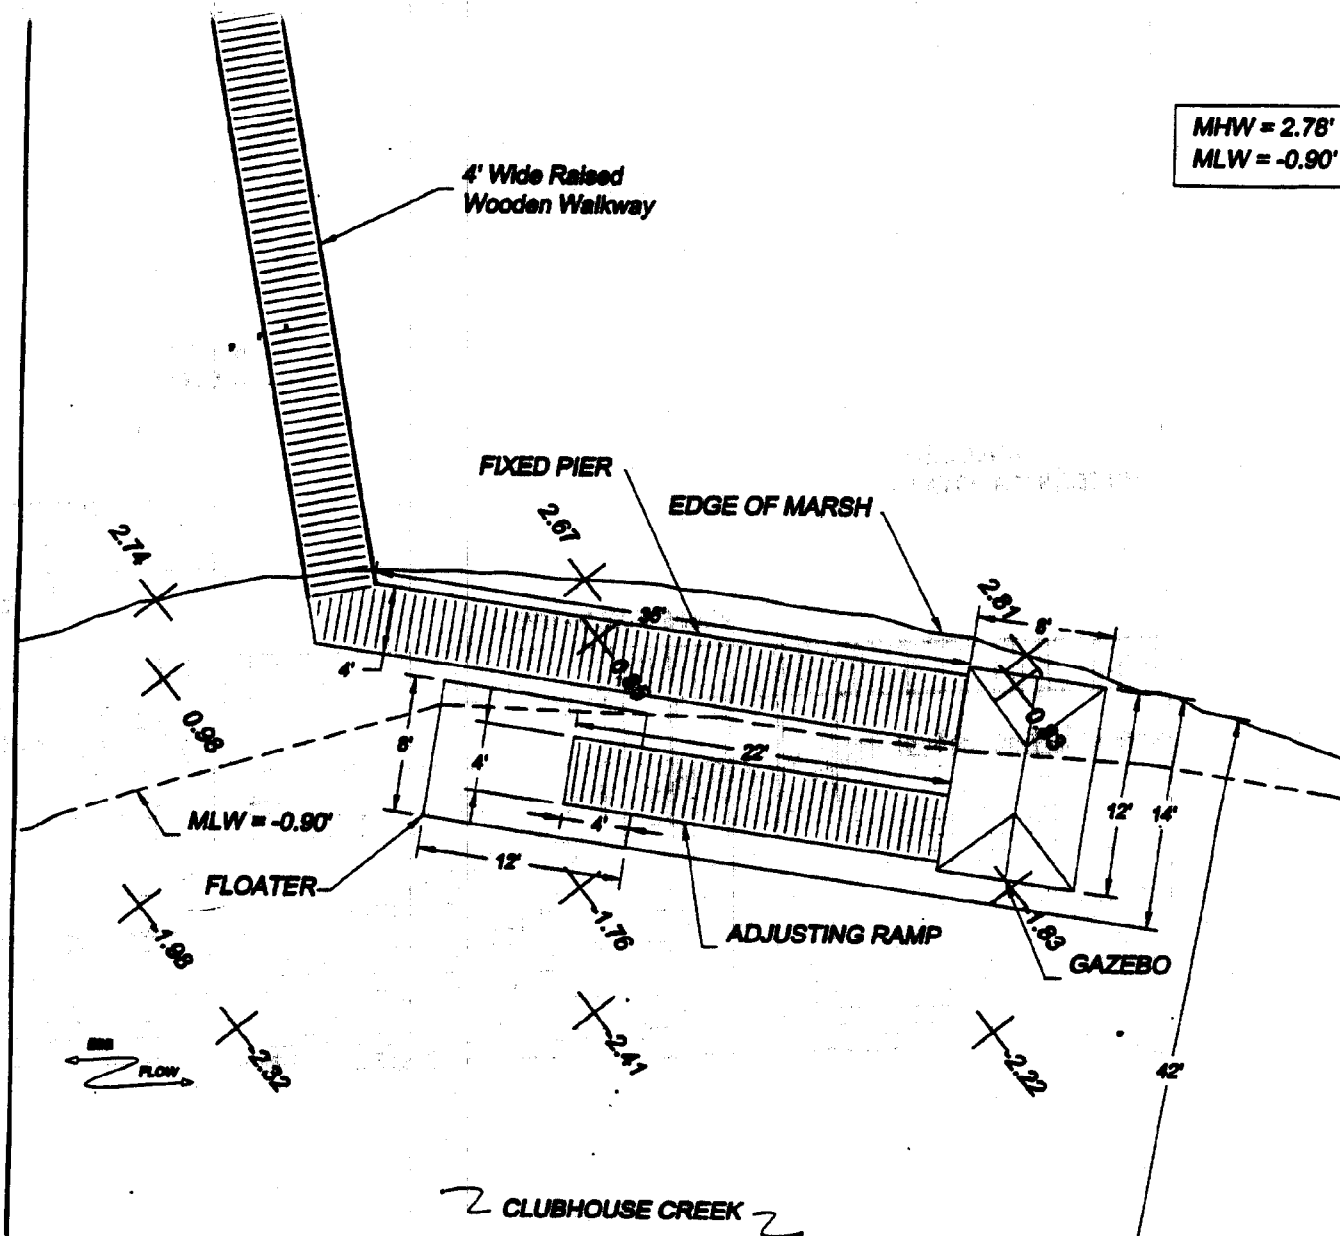 MHW = 2.78'
MLW = -0.90'
4' Wide Raised
Wooden Walkway
FIXED PIER
EDGE OF MARSH
2.74
2.67
2.81
8'
4'
0.98
22'
4'
MLW = -0.90'
4'
12'
14'
12'
FLOATER
-1.98
-1.76
ADJUSTING RAMP
-1.83
GAZEBO
-2.32
-2.41
-2.22
FLOW
42'
CLUBHOUSE CREEK